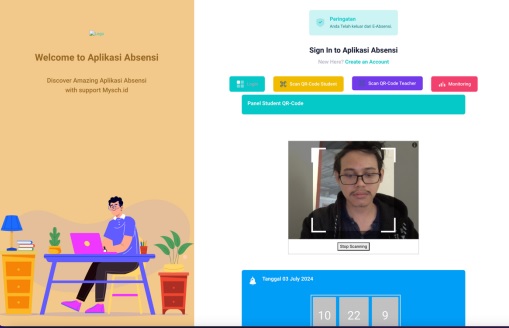 Welcome to Aplikasi Absensi
Discover Amazing Aplikasi Absensi
with support Mysch.id
Peringatan
Anda Telah keluar dari E-Absensi
Sign In to Aplikasi Absensi
New Here? Create an Account
Scan QR Code Student
Scan QR Code Teacher
Monitoring
Panel Student QR-Code
Stop Scanning
Tanggal 03 July 2024
10 22 9